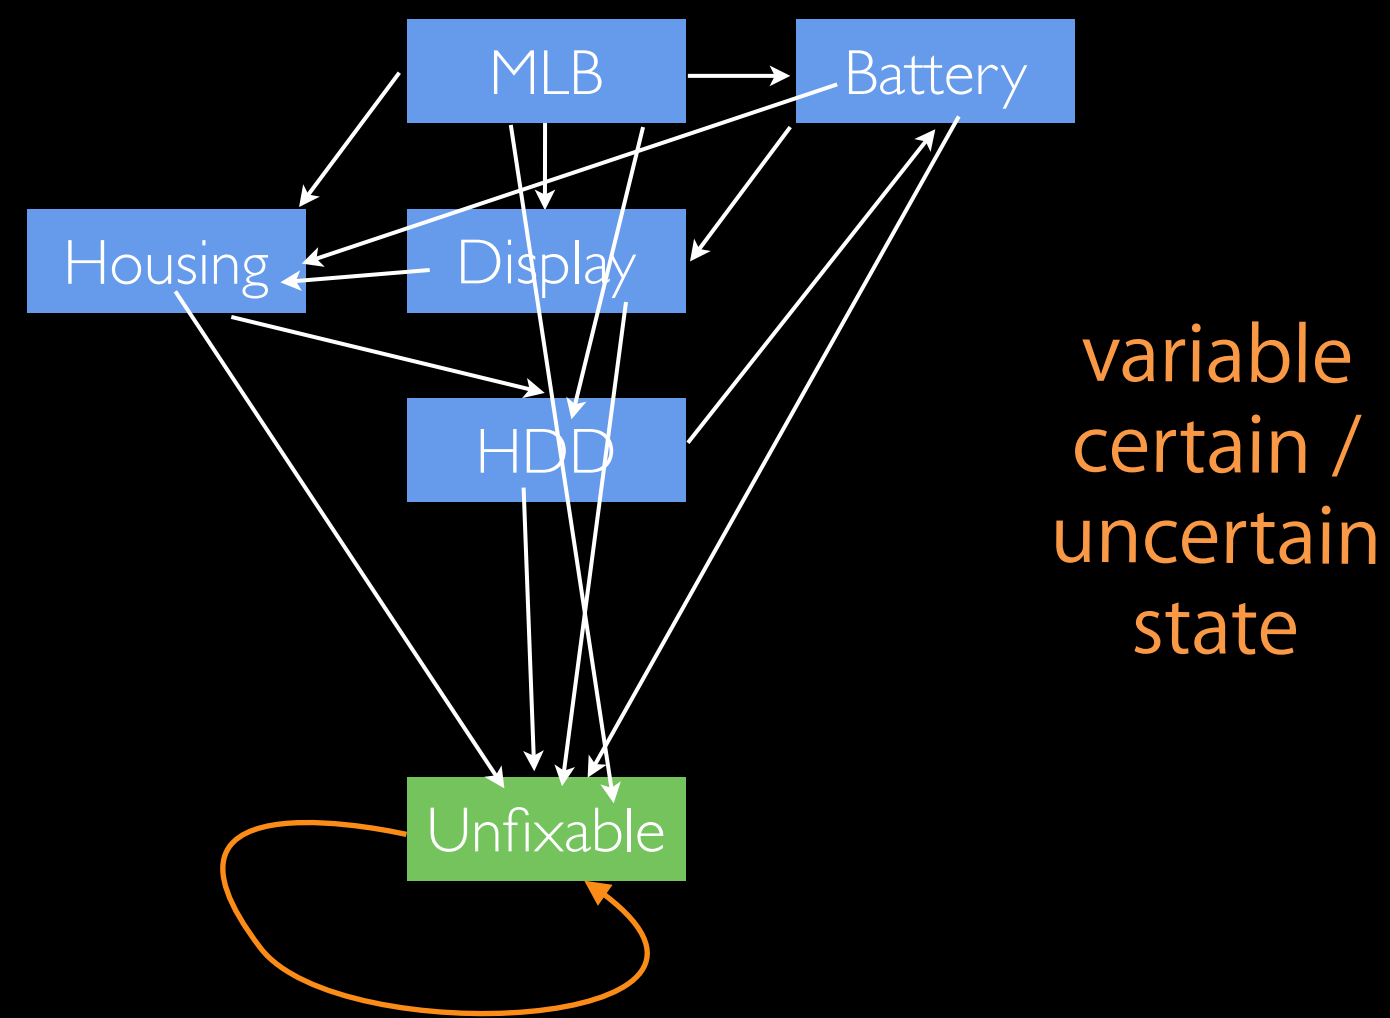 MLB
Battery
Housing
Display
HDD
variable
certain /
uncertain
state
Unfixable